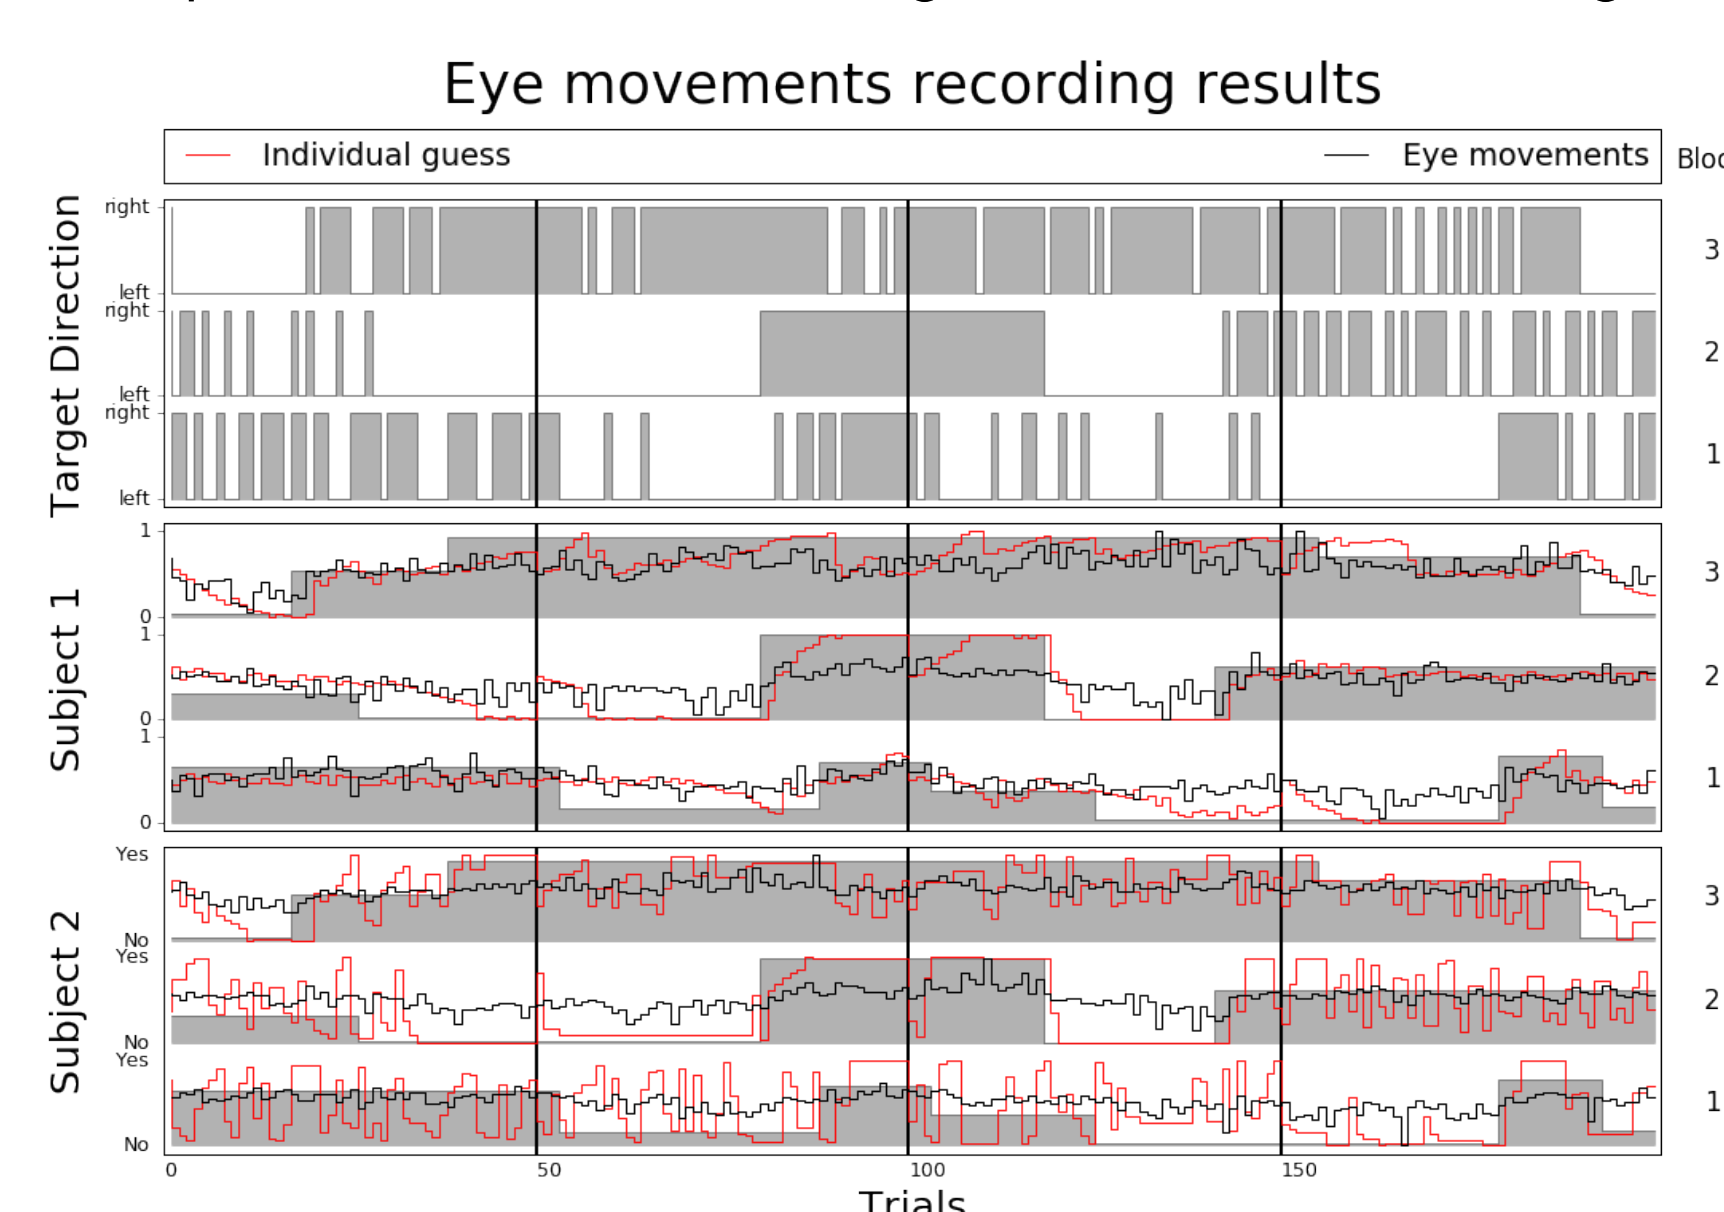 Eye movements recording results
Individual guess
Eye movements
Target Direction
right
left
3
right
left
2
right
left
1
Subject 1
1
0
3
1
0
2
1
0
1
Subject 2
Yes
No
3
Yes
No
2
Yes
No
1
0
50
100
150
Trials